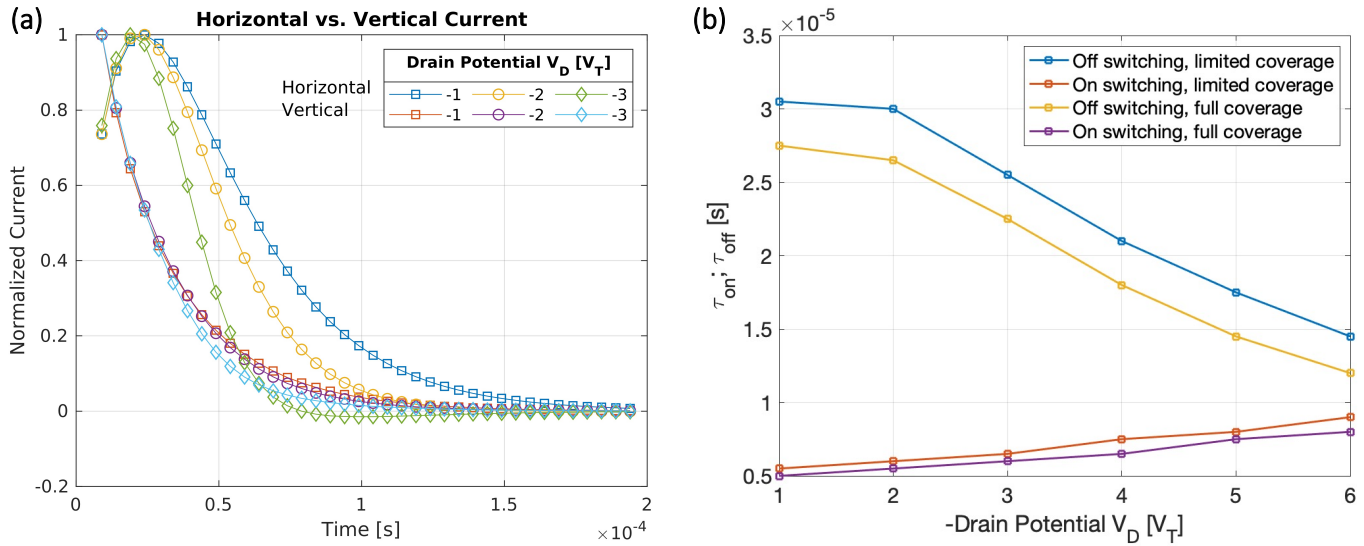 (a)
Horizontal vs. Vertical Current
Drain Potential V_D [V_T]
Horizontal -1 -2 -3
Vertical -1 -2 -3
Normalized Current
1
0.8
0.6
0.4
0.2
0
-0.2
0 0.5 1 1.5 2
×10^-4
Time [s]
(b)
×10^-5
Off switching, limited coverage
On switching, limited coverage
Off switching, full coverage
On switching, full coverage
τ_on; τ_off [s]
3.5
3
2.5
2
1.5
1
0.5
1 2 3 4 5 6
-Drain Potential V_D [V_T]